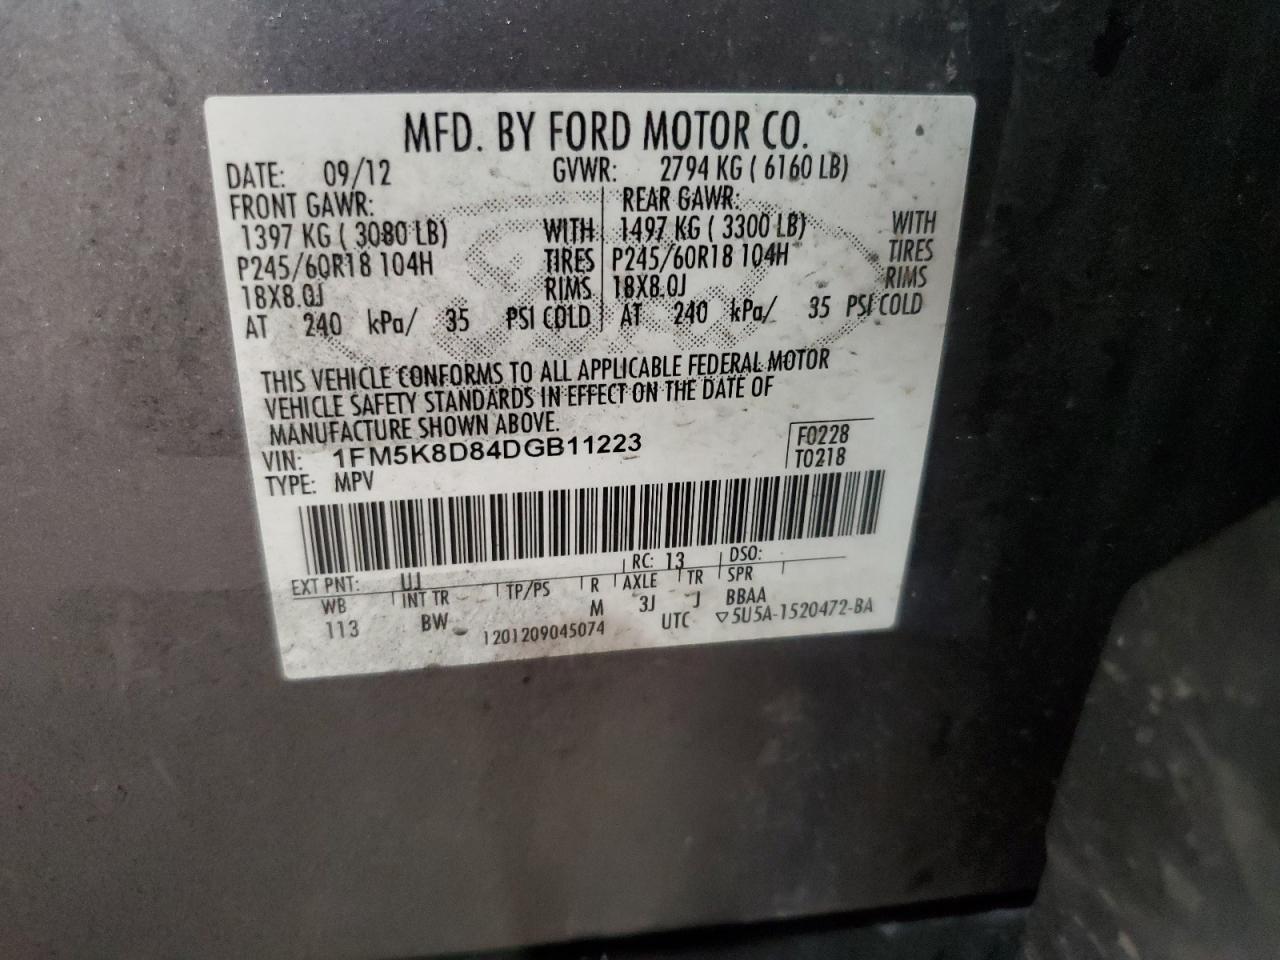 MFD. BY FORD MOTOR CO.
DATE: 09/12 GVWR: 2794 KG ( 6160 LB)
FRONT GAWR: REAR GAWR:
1397 KG ( 3080 LB) WITH 1497 KG ( 3300 LB) WITH
P245/60R18 104H TIRES P245/60R18 104H TIRES
18X8.0J RIMS 18X8.0J RIMS
AT 240 kPa/ 35 PSI COLD AT 240 kPa/ 35 PSI COLD
THIS VEHICLE CONFORMS TO ALL APPLICABLE FEDERAL MOTOR
VEHICLE SAFETY STANDARDS IN EFFECT ON THE DATE OF
MANUFACTURE SHOWN ABOVE.
VIN: 1FM5K8D84DGB11223 F0228
TYPE: MPV T0218
EXT PNT: UJ RC: 13 DSO:
WB INT TR TP/PS R AXLE TR SPR
113 BW M 3J J BBAA
1201209045074 UTC ▽5U5A-1520472-BA